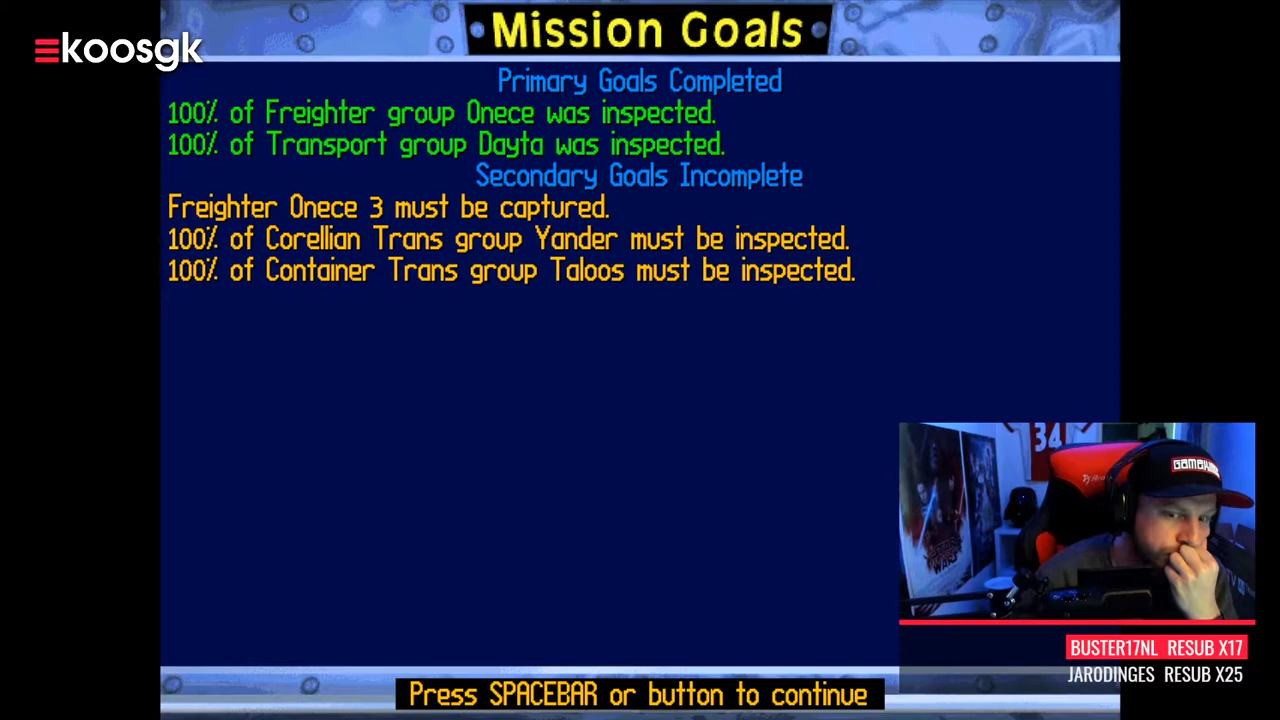 koosgk
Mission Goals
Primary Goals Completed
100% of Freighter group Onece was inspected.
100% of Transport group Dayta was inspected.
Secondary Goals Incomplete
Freighter Onece 3 must be captured.
100% of Corellian Trans group Yander must be inspected.
100% of Container Trans group Taloos must be inspected.
34
BUSTER17NL RESUB X17
JARODINGES RESUB X25
Press SPACEBAR or button to continue